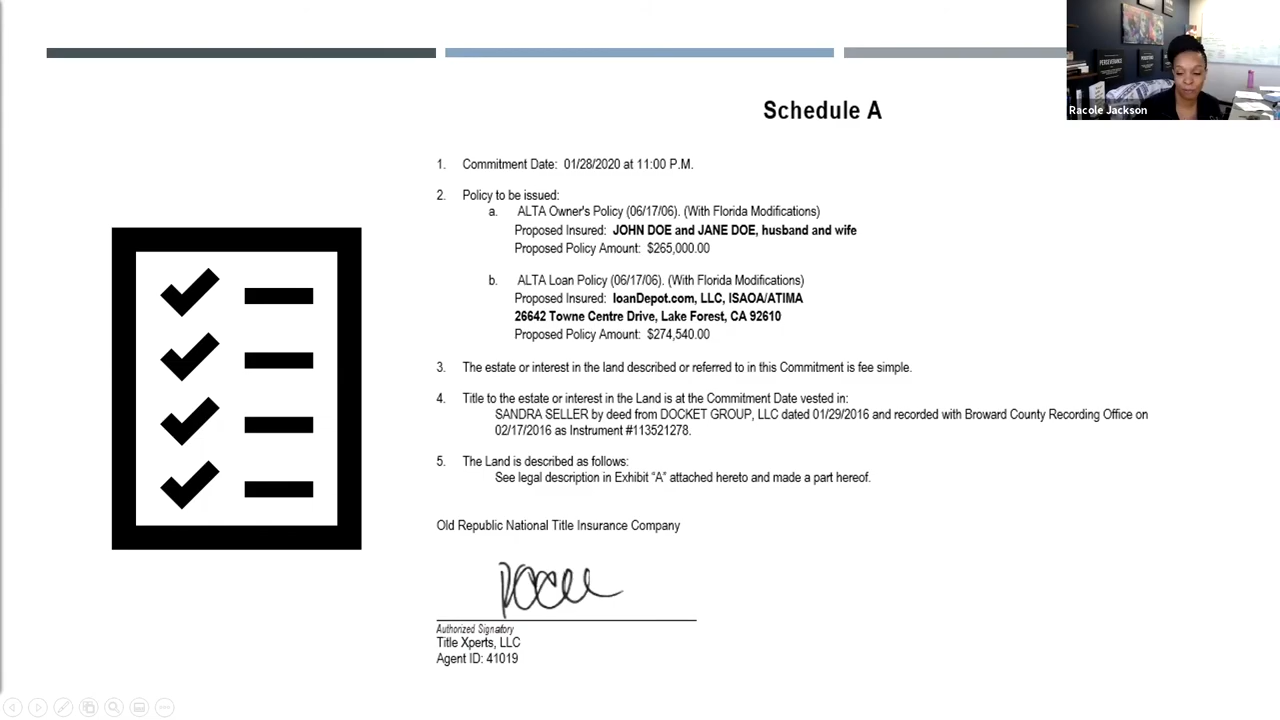 PERSEVERANCE
Racole Jackson
Schedule A
1. Commitment Date: 01/28/2020 at 11:00 P.M.
2. Policy to be issued:
a. ALTA Owner's Policy (06/17/06). (With Florida Modifications)
Proposed Insured: JOHN DOE and JANE DOE, husband and wife
Proposed Policy Amount: $265,000.00
b. ALTA Loan Policy (06/17/06). (With Florida Modifications)
Proposed Insured: loanDepot.com, LLC, ISAOA/ATIMA
26642 Towne Centre Drive, Lake Forest, CA 92610
Proposed Policy Amount: $274,540.00
3. The estate or interest in the land described or referred to in this Commitment is fee simple.
4. Title to the estate or interest in the Land is at the Commitment Date vested in:
SANDRA SELLER by deed from DOCKET GROUP, LLC dated 01/29/2016 and recorded with Broward County Recording Office on
02/17/2016 as Instrument #113521278.
5. The Land is described as follows:
See legal description in Exhibit “A” attached hereto and made a part hereof.
Old Republic National Title Insurance Company
Authorized Signatory
Title Xperts, LLC
Agent ID: 41019